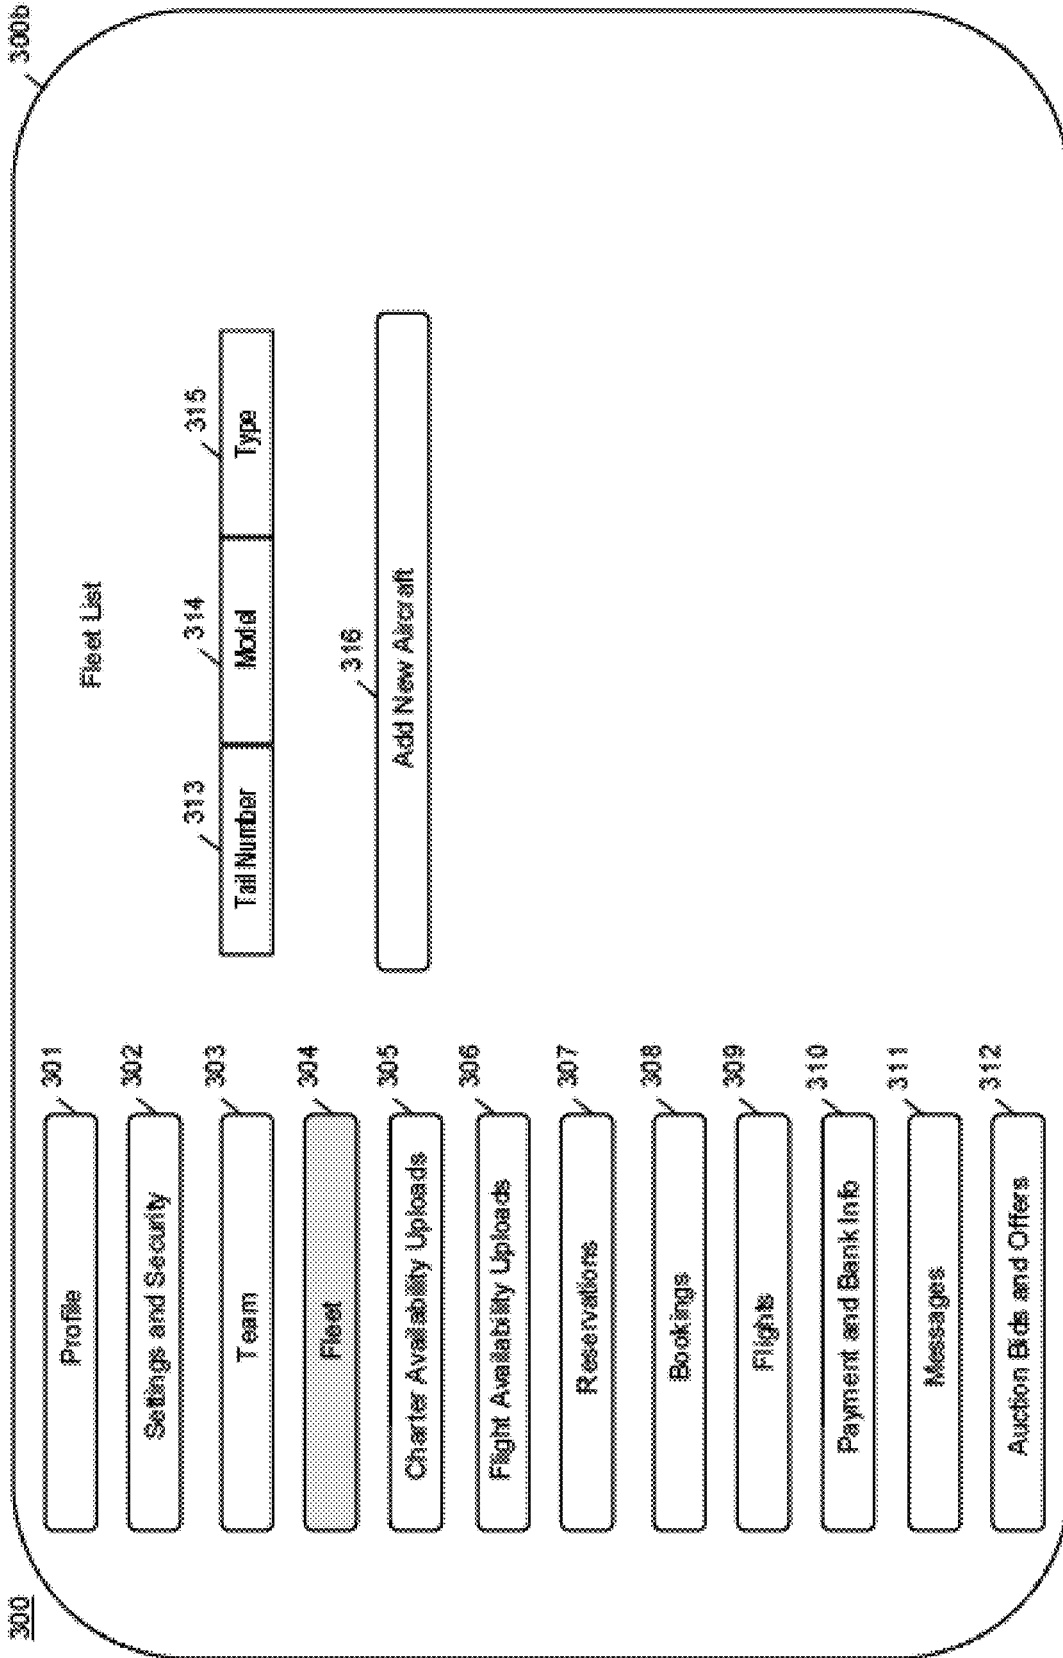 300
300b
Profile
301
Settings and Security
302
Team
303
Fleet
304
Charter Availability Uploads
305
Flight Availability Uploads
306
Reservations
307
Bookings
308
Flights
309
Payment and Bank Info
310
Messages
311
Auction Bids and Offers
312
Fleet List
313
314
315
Tail Number
Model
Type
316
Add New Aircraft